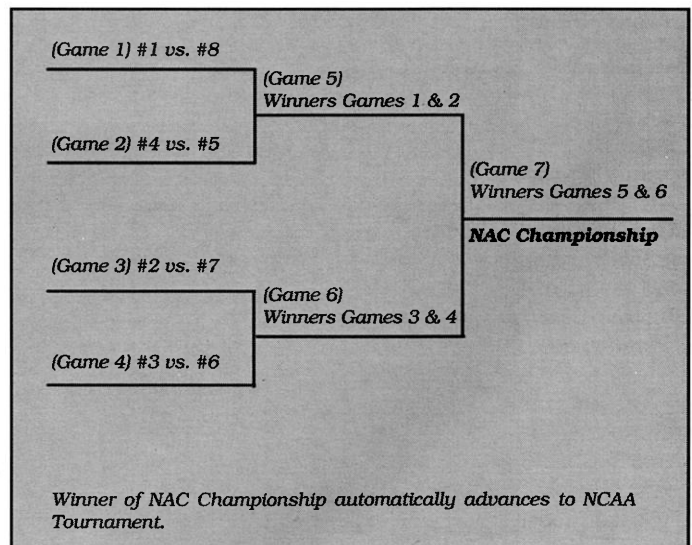 (Game 1) #1 vs. #8
(Game 5)
Winners Games 1 & 2
(Game 2) #4 vs. #5
(Game 7)
Winners Games 5 & 6
NAC Championship
(Game 3) #2 vs. #7
(Game 6)
Winners Games 3 & 4
(Game 4) #3 vs. #6
Winner of NAC Championship automatically advances to NCAA
Tournament.